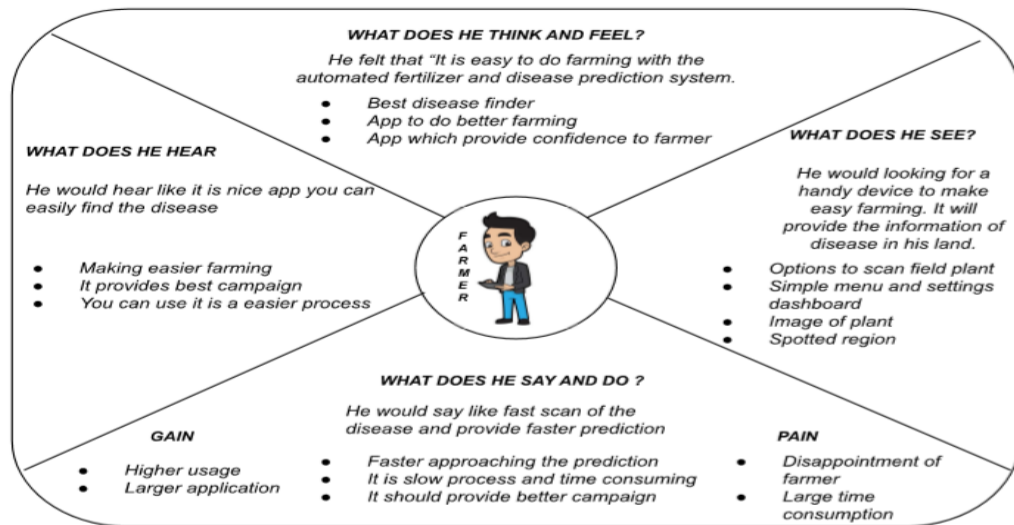 WHAT DOES HE THINK AND FEEL?
He felt that “It is easy to do farming with the
automated fertilizer and disease prediction system.
● Best disease finder
● App to do better farming
● App which provide confidence to farmer
WHAT DOES HE HEAR
He would hear like it is nice app you can
easily find the disease
● Making easier farming
● It provides best campaign
● You can use it is a easier process
FARMER
WHAT DOES HE SEE?
He would looking for a
handy device to make
easy farming. It will
provide the information of
disease in his land.
● Options to scan field plant
● Simple menu and settings
dashboard
● Image of plant
● Spotted region
WHAT DOES HE SAY AND DO ?
He would say like fast scan of the
disease and provide faster prediction
● Faster approaching the prediction
● It is slow process and time consuming
● It should provide better campaign
GAIN
● Higher usage
● Larger application
PAIN
● Disappointment of
farmer
● Large time
consumption